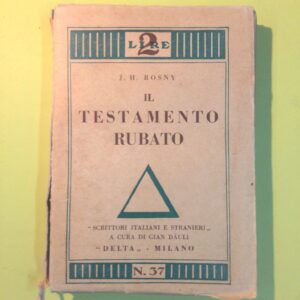 2
LIRE
J. H. ROSNY
IL
TESTAMENTO
RUBATO
"SCRITTORI ITALIANI E STRANIERI"
A CURA DI GIAN DÀULI
"DELTA" - MILANO
N. 37